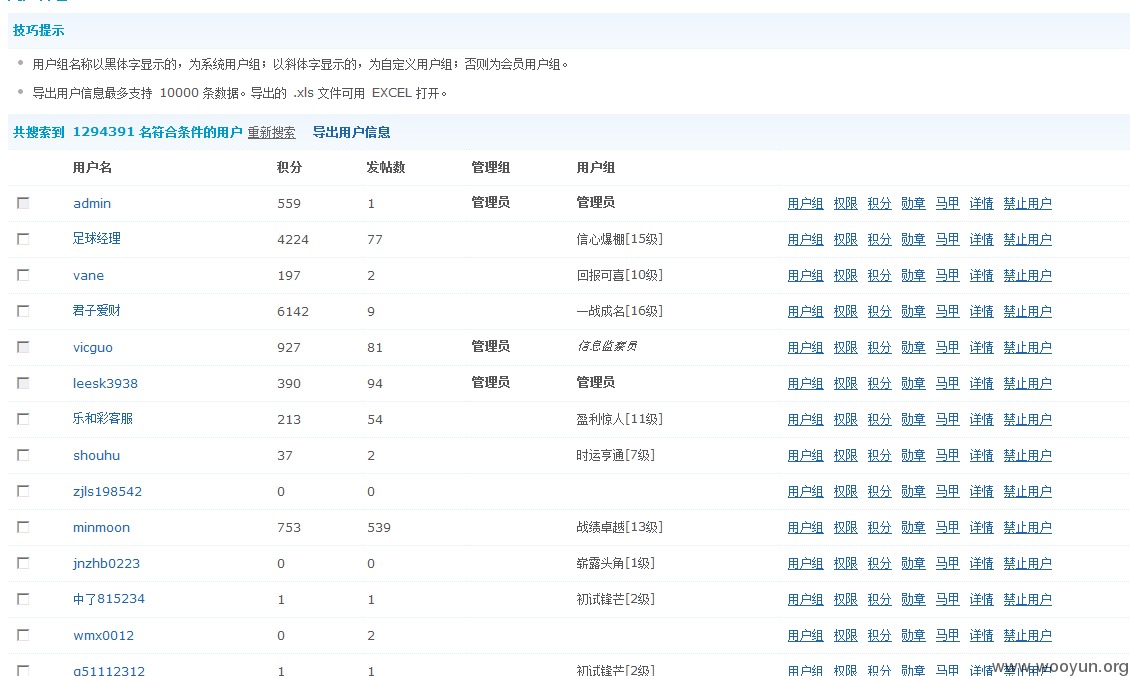 技巧提示
用户组名称以黑体字显示的，为系统用户组；以斜体字显示的，为自定义用户组；否则为会员用户组。
导出用户信息最多支持 10000 条数据。导出的 .xls 文件可用 EXCEL 打开。
共搜索到 1294391 名符合条件的用户 重新搜索 导出用户信息
用户名 积分 发帖数 管理组 用户组
admin 559 1 管理员 管理员 用户组 权限 积分 勋章 马甲 详情 禁止用户
足球经理 4224 77 信心爆棚[15级] 用户组 权限 积分 勋章 马甲 详情 禁止用户
vane 197 2 回报可喜[10级] 用户组 权限 积分 勋章 马甲 详情 禁止用户
君子爱财 6142 9 一战成名[16级] 用户组 权限 积分 勋章 马甲 详情 禁止用户
vicguo 927 81 管理员 信息监察员 用户组 权限 积分 勋章 马甲 详情 禁止用户
leesk3938 390 94 管理员 管理员 用户组 权限 积分 勋章 马甲 详情 禁止用户
乐和彩客服 213 54 盈利惊人[11级] 用户组 权限 积分 勋章 马甲 详情 禁止用户
shouhu 37 2 时运亨通[7级] 用户组 权限 积分 勋章 马甲 详情 禁止用户
zjls198542 0 0 用户组 权限 积分 勋章 马甲 详情 禁止用户
minmoon 753 539 战绩卓越[13级] 用户组 权限 积分 勋章 马甲 详情 禁止用户
jnzhb0223 0 0 崭露头角[1级] 用户组 权限 积分 勋章 马甲 详情 禁止用户
中了815234 1 1 初试锋芒[2级] 用户组 权限 积分 勋章 马甲 详情 禁止用户
wmx0012 0 2 用户组 权限 积分 勋章 马甲 详情 禁止用户
q51112312 1 1 初试锋芒[2级] 用户组 权限 积分 勋章 马甲 详情 禁止用户
www.wooyun.org